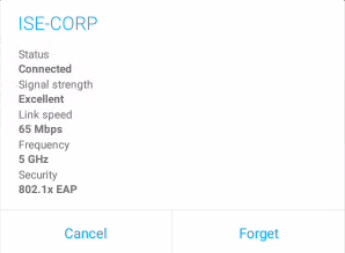 ISE-CORP
Status
Connected
Signal strength
Excellent
Link speed
65 Mbps
Frequency
5 GHz
Security
802.1x EAP
Cancel
Forget